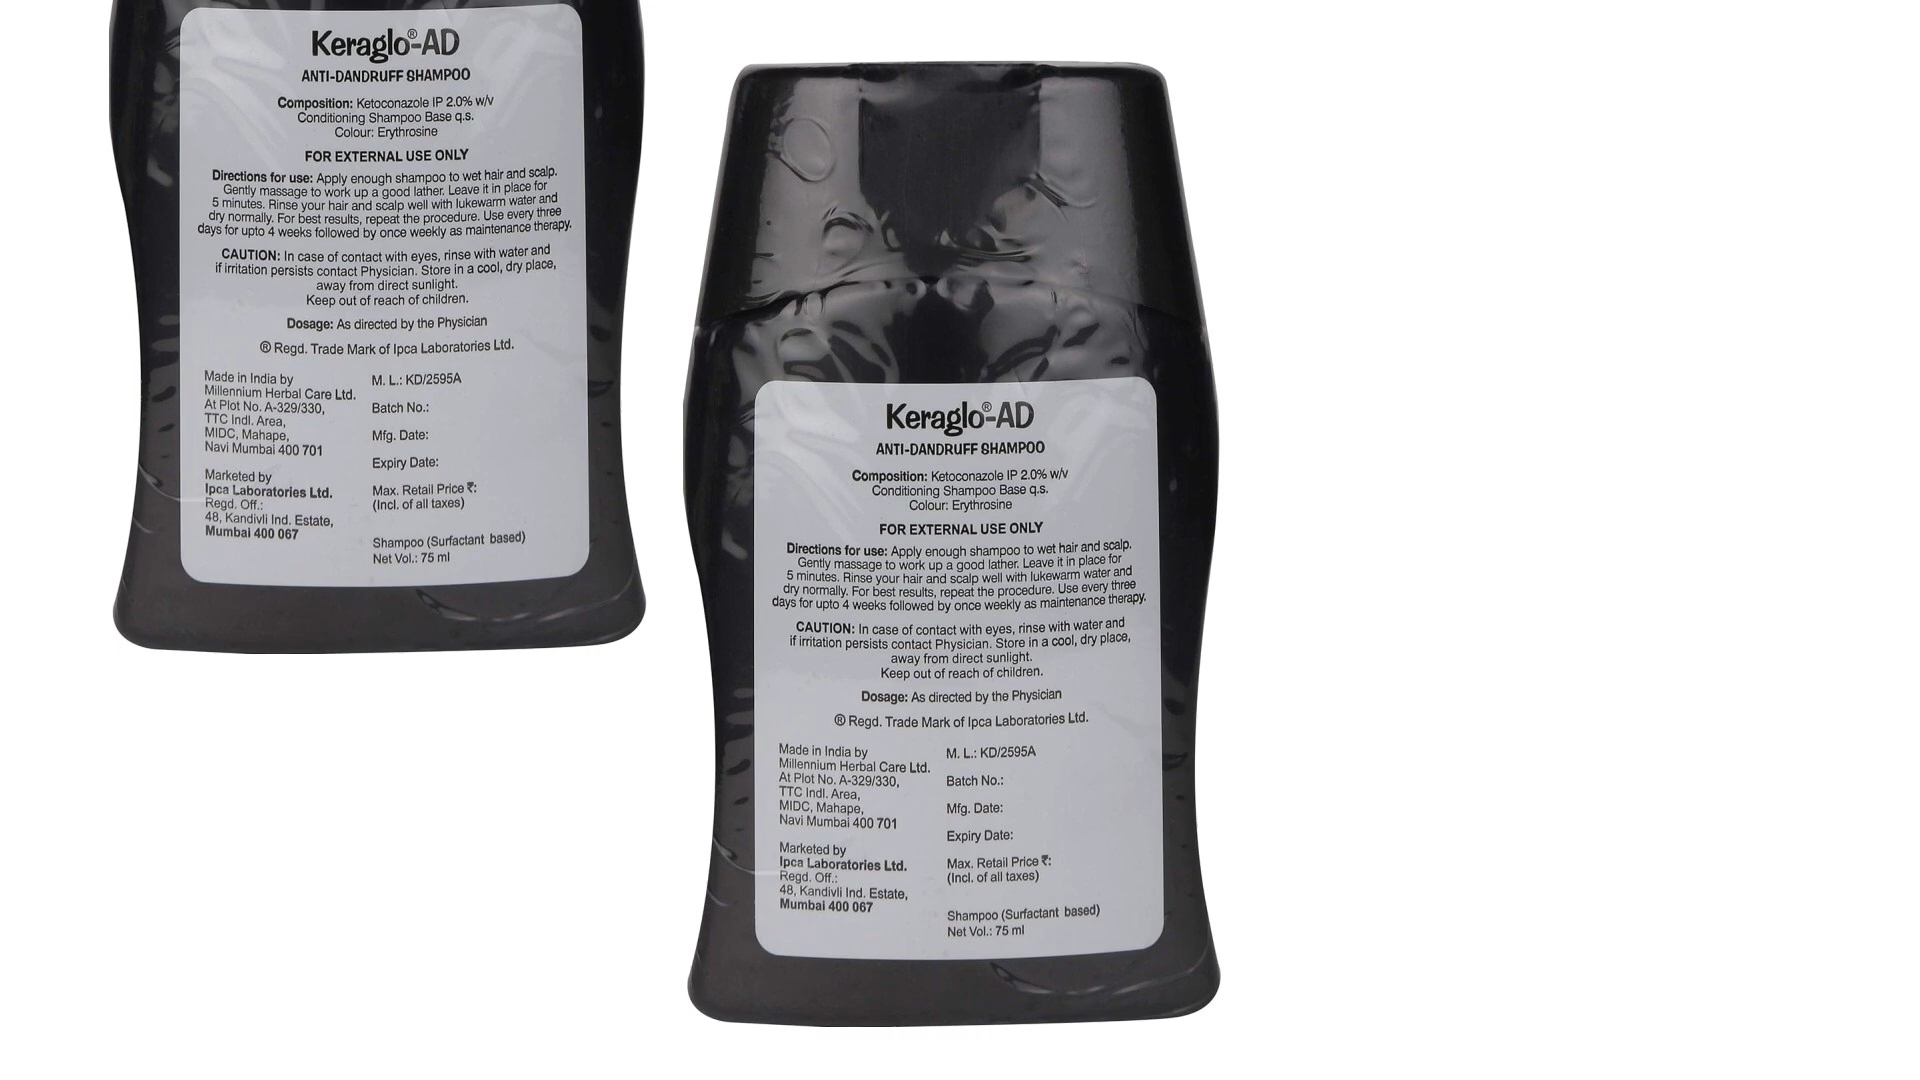 Keraglo®-AD
ANTI-DANDRUFF SHAMPOO
Composition: Ketoconazole IP 2.0% w/v
Conditioning Shampoo Base q.s.
Colour: Erythrosine
FOR EXTERNAL USE ONLY
Directions for use: Apply enough shampoo to wet hair and scalp.
Gently massage to work up a good lather. Leave it in place for
5 minutes. Rinse your hair and scalp well with lukewarm water and
dry normally. For best results, repeat the procedure. Use every three
days for upto 4 weeks followed by once weekly as maintenance therapy.
CAUTION: In case of contact with eyes, rinse with water and
if irritation persists contact Physician. Store in a cool, dry place,
away from direct sunlight.
Keep out of reach of children.
Dosage: As directed by the Physician
® Regd. Trade Mark of Ipca Laboratories Ltd.
Made in India by
Millennium Herbal Care Ltd.
At Plot No. A-329/330,
TTC Indl. Area,
MIDC, Mahape,
Navi Mumbai 400 701
Marketed by
Ipca Laboratories Ltd.
Regd. Off.:
48, Kandivli Ind. Estate,
Mumbai 400 067
M. L.: KD/2595A
Batch No.:
Mfg. Date:
Expiry Date:
Max. Retail Price ₹:
(Incl. of all taxes)
Shampoo (Surfactant based)
Net Vol.: 75 ml
Keraglo®-AD
ANTI-DANDRUFF SHAMPOO
Composition: Ketoconazole IP 2.0% w/v
Conditioning Shampoo Base q.s.
Colour: Erythrosine
FOR EXTERNAL USE ONLY
Directions for use: Apply enough shampoo to wet hair and scalp.
Gently massage to work up a good lather. Leave it in place for
5 minutes. Rinse your hair and scalp well with lukewarm water and
dry normally. For best results, repeat the procedure. Use every three
days for upto 4 weeks followed by once weekly as maintenance therapy.
CAUTION: In case of contact with eyes, rinse with water and
if irritation persists contact Physician. Store in a cool, dry place,
away from direct sunlight.
Keep out of reach of children.
Dosage: As directed by the Physician
® Regd. Trade Mark of Ipca Laboratories Ltd.
Made in India by
Millennium Herbal Care Ltd.
At Plot No. A-329/330,
TTC Indl. Area,
MIDC, Mahape,
Navi Mumbai 400 701
Marketed by
Ipca Laboratories Ltd.
Regd. Off.:
48, Kandivli Ind. Estate,
Mumbai 400 067
M. L.: KD/2595A
Batch No.:
Mfg. Date:
Expiry Date:
Max. Retail Price ₹:
(Incl. of all taxes)
Shampoo (Surfactant based)
Net Vol.: 75 ml